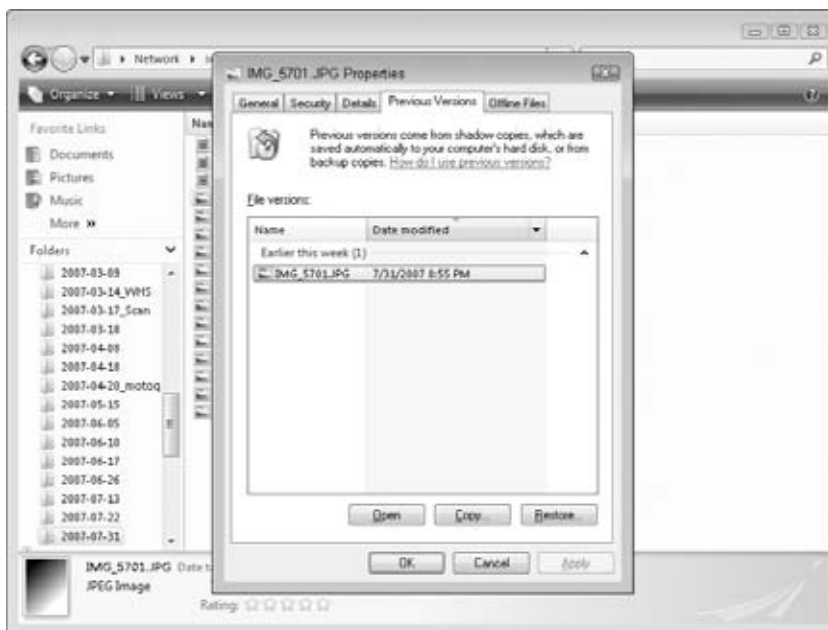 Network
IMG_5701.JPG Properties
Organize
Views
General Security Details Previous Versions Offline Files
Favorite Links
Documents
Pictures
Music
More »
Previous versions come from shadow copies, which are
saved automatically to your computer's hard disk, or from
backup copies. How do I use previous versions?
File versions:
Name Date modified
Earlier this week (1)
IMG_5701.JPG 7/31/2007 8:55 PM
Folders
2007-03-09
2007-03-14_WHS
2007-03-17_Scan
2007-03-18
2007-04-08
2007-04-18
2007-04-20_motoq
2007-05-15
2007-06-05
2007-06-10
2007-06-17
2007-06-26
2007-07-13
2007-07-22
2007-07-31
Open Copy... Restore...
OK Cancel Apply
IMG_5701.JPG Date t
JPEG Image
Rating: